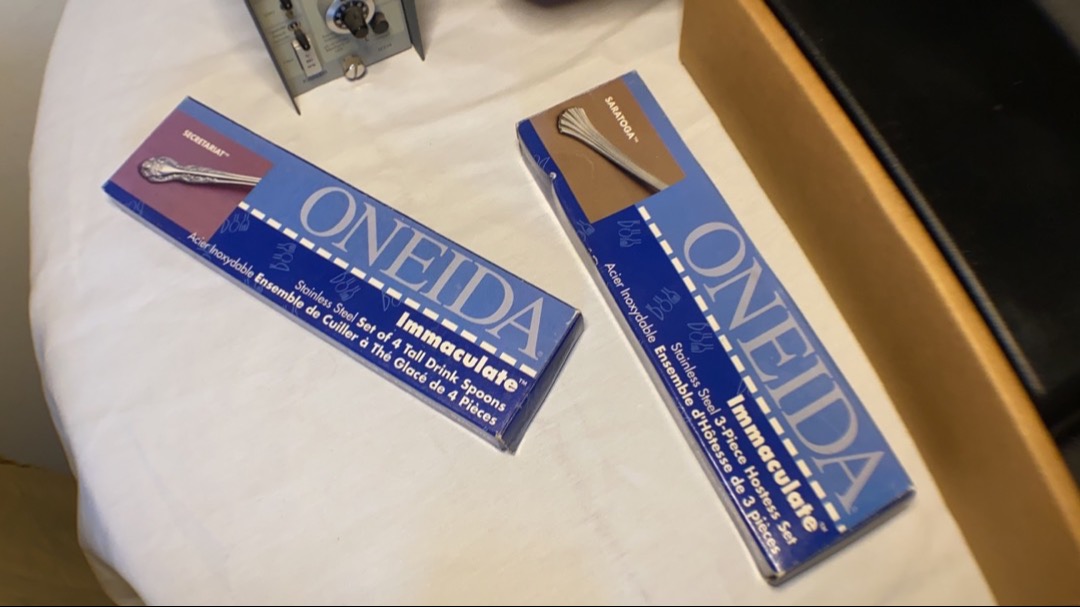 SECRETARIAT™
ONEIDA
Immaculate™
Stainless Steel Set of 4 Tall Drink Spoons
Acier Inoxydable Ensemble de Cuiller à Thé Glacé de 4 Pièces
SARATOGA™
ONEIDA
Immaculate™
Stainless Steel 3-Piece Hostess Set
Acier Inoxydable Ensemble d'Hôtesse de 3 pièces